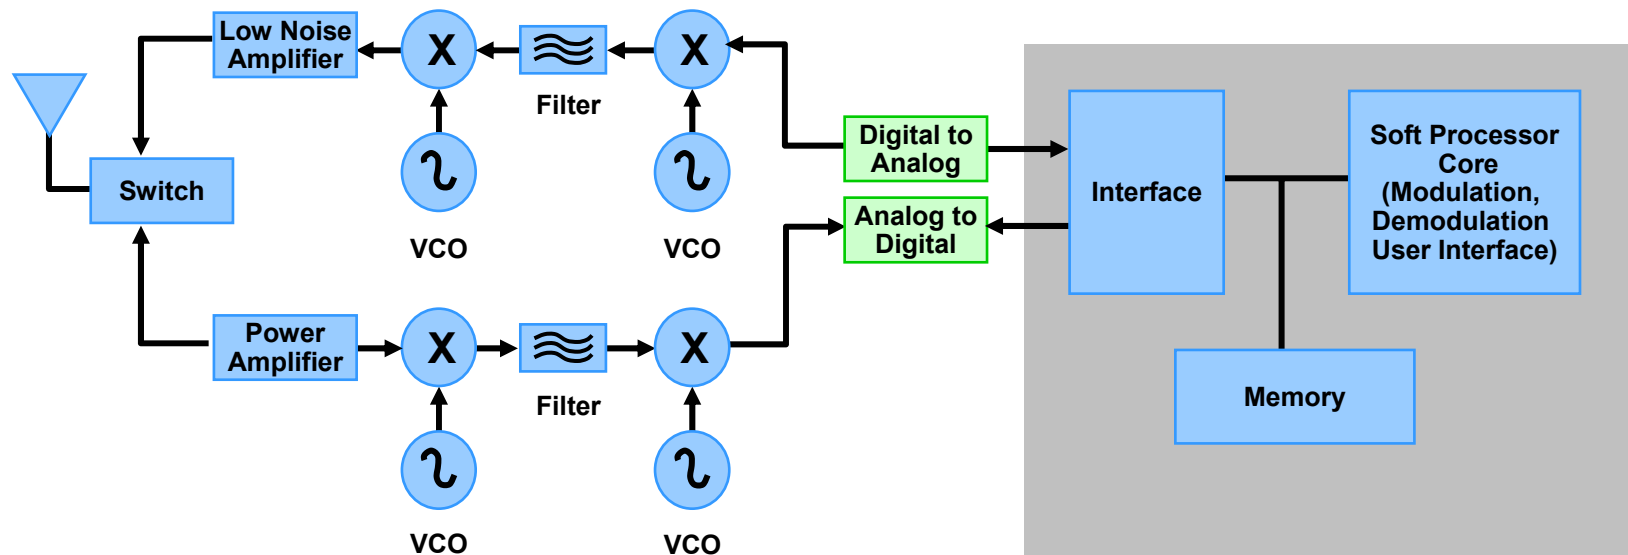 Low Noise
Amplifier
X
X
Filter
VCO
VCO
Switch
Digital to
Analog
Analog to
Digital
Interface
Soft Processor
Core
(Modulation,
Demodulation
User Interface)
Memory
Power
Amplifier
X
X
Filter
VCO
VCO